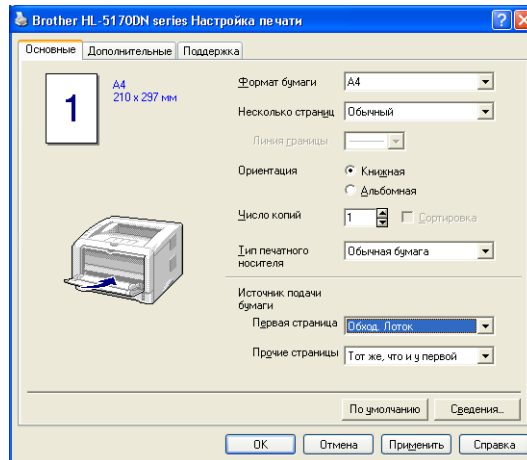 Brother HL-5170DN series Настройка печати
Основные Дополнительные Поддержка
1
A4
210 x 297 мм
Формат бумаги A4
Несколько страниц Обычный
Линия границы
Ориентация Книжная
Альбомная
Число копий 1 Сортировка
Тип печатного носителя Обычная бумага
Источник подачи бумаги
Первая страница Обход. Лоток
Прочие страницы Тот же, что и у первой
По умолчанию Сведения...
OK Отмена Применить Справка